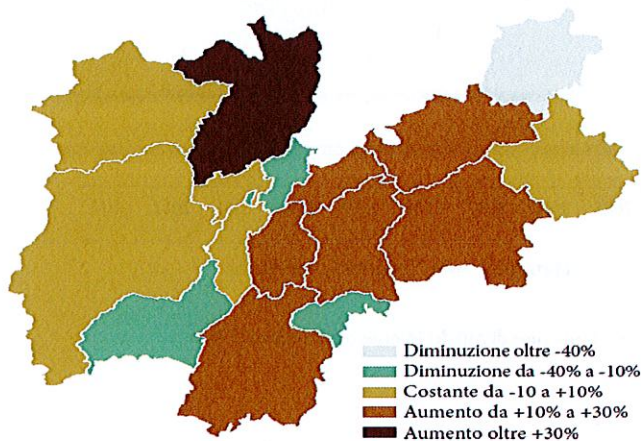 Diminuzione oltre -40%
Diminuzione da -40% a -10%
Costante da -10 a +10%
Aumento da +10% a +30%
Aumento oltre +30%